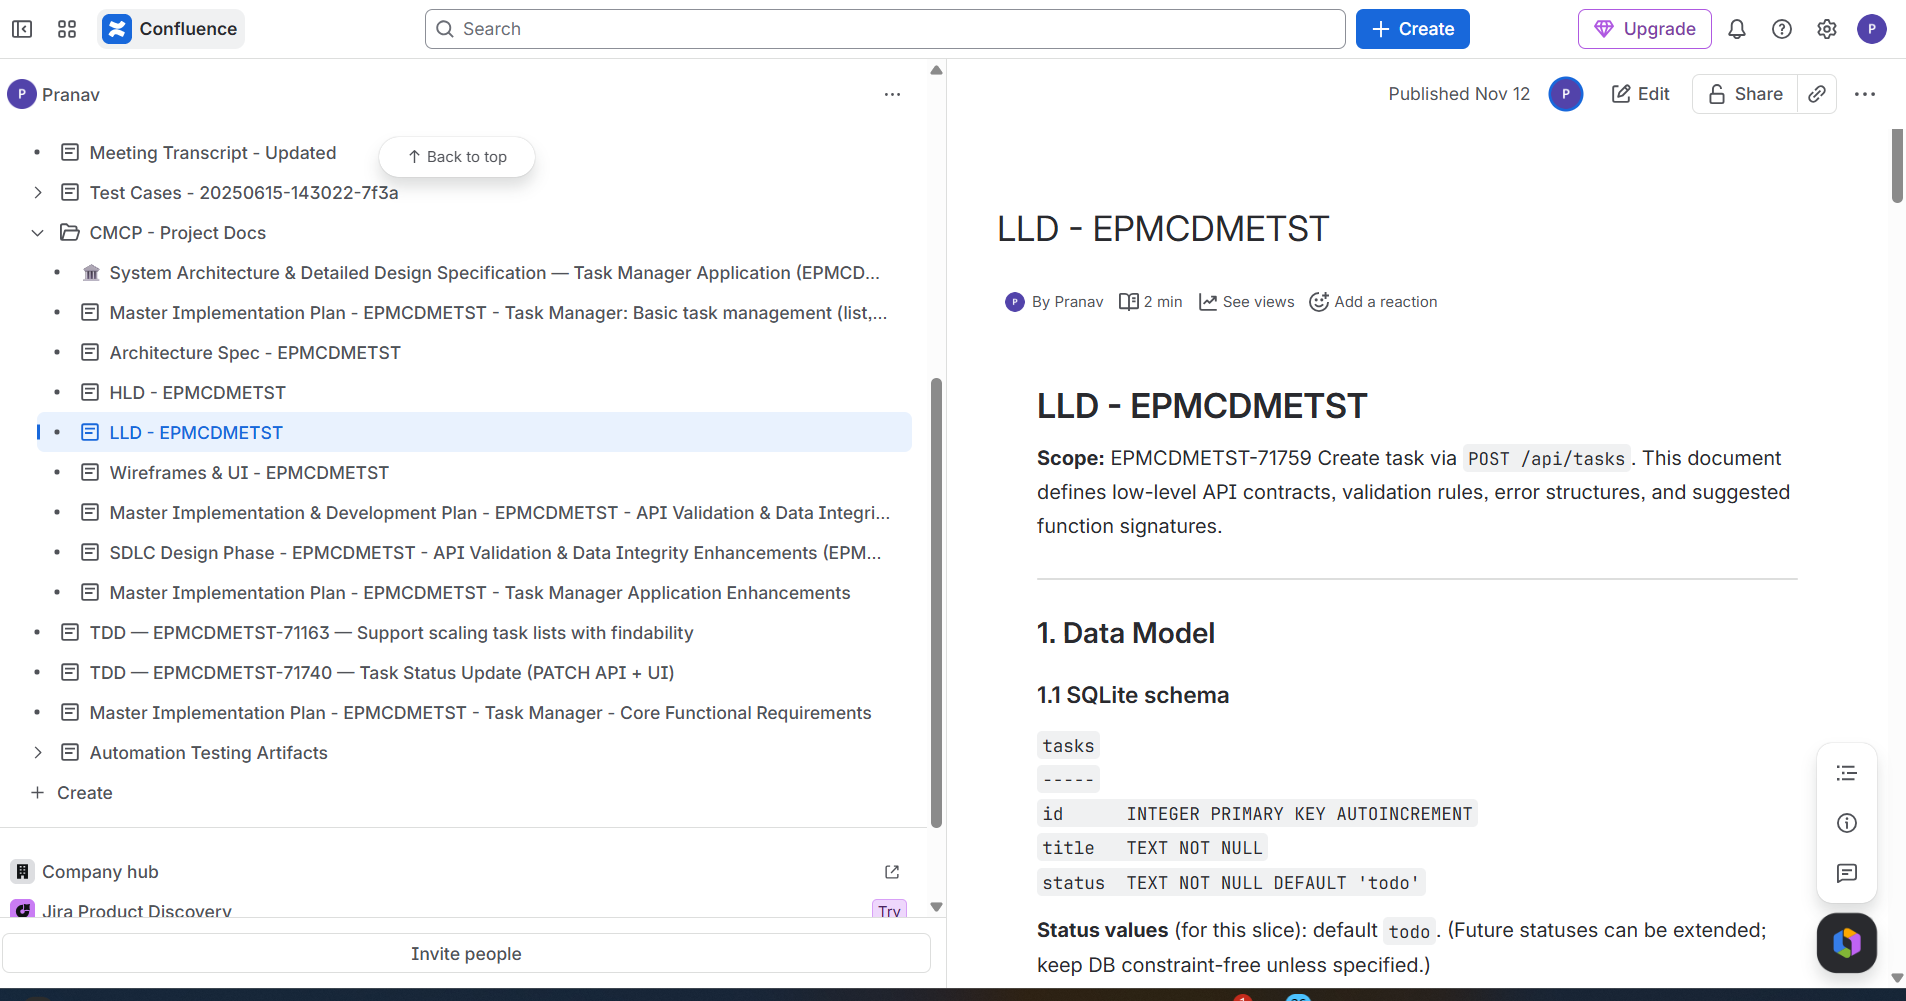 Confluence
Search
Create
Upgrade
P
P Pranav
Back to top
Meeting Transcript - Updated
Test Cases - 20250615-143022-7f3a
CMCP - Project Docs
System Architecture & Detailed Design Specification — Task Manager Application (EPMCD...
Master Implementation Plan - EPMCDMETST - Task Manager: Basic task management (list,...
Architecture Spec - EPMCDMETST
HLD - EPMCDMETST
LLD - EPMCDMETST
Wireframes & UI - EPMCDMETST
Master Implementation & Development Plan - EPMCDMETST - API Validation & Data Integri...
SDLC Design Phase - EPMCDMETST - API Validation & Data Integrity Enhancements (EPM...
Master Implementation Plan - EPMCDMETST - Task Manager Application Enhancements
TDD — EPMCDMETST-71163 — Support scaling task lists with findability
TDD — EPMCDMETST-71740 — Task Status Update (PATCH API + UI)
Master Implementation Plan - EPMCDMETST - Task Manager - Core Functional Requirements
Automation Testing Artifacts
Create
Company hub
Jira Product Discovery Try
Invite people
Published Nov 12 P Edit Share
LLD - EPMCDMETST
P By Pranav 2 min See views Add a reaction
LLD - EPMCDMETST
Scope: EPMCDMETST-71759 Create task via POST /api/tasks. This document
defines low-level API contracts, validation rules, error structures, and suggested
function signatures.
1. Data Model
1.1 SQLite schema
tasks
-----
id INTEGER PRIMARY KEY AUTOINCREMENT
title TEXT NOT NULL
status TEXT NOT NULL DEFAULT 'todo'
Status values (for this slice): default todo. (Future statuses can be extended;
keep DB constraint-free unless specified.)